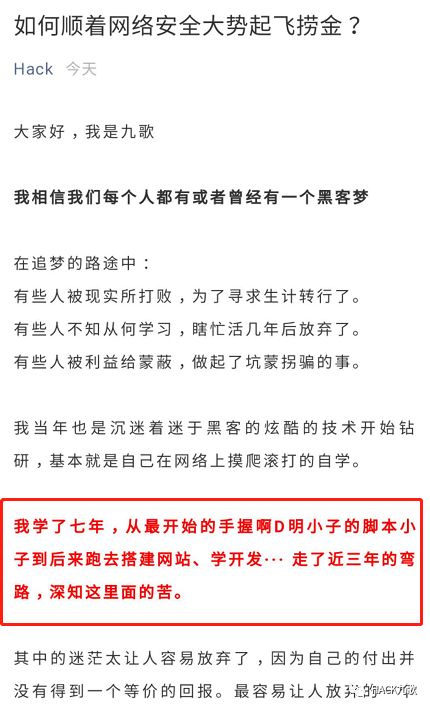 如何顺着网络安全大势起飞捞金？
Hack 今天
大家好，我是九歌
我相信我们每个人都有或者曾经有一个黑客梦
在追梦的路途中：
有些人被现实所打败，为了寻求生计转行了。
有些人不知从何学习，瞎忙活几年后放弃了。
有些人被利益给蒙蔽，做起了坑蒙拐骗的事。
我当年也是沉迷着迷于黑客的炫酷的技术开始钻
研，基本就是自己在网络上摸爬滚打的自学。
我学了七年，从最开始的手握啊D明小子的脚本小
子到后来跑去搭建网站、学开发··· 走了近三年的弯
路，深知这里面的苦。
其中的迷茫太让人容易放弃了，因为自己的付出并
没有得到一个等价的回报。最容易让人放弃的